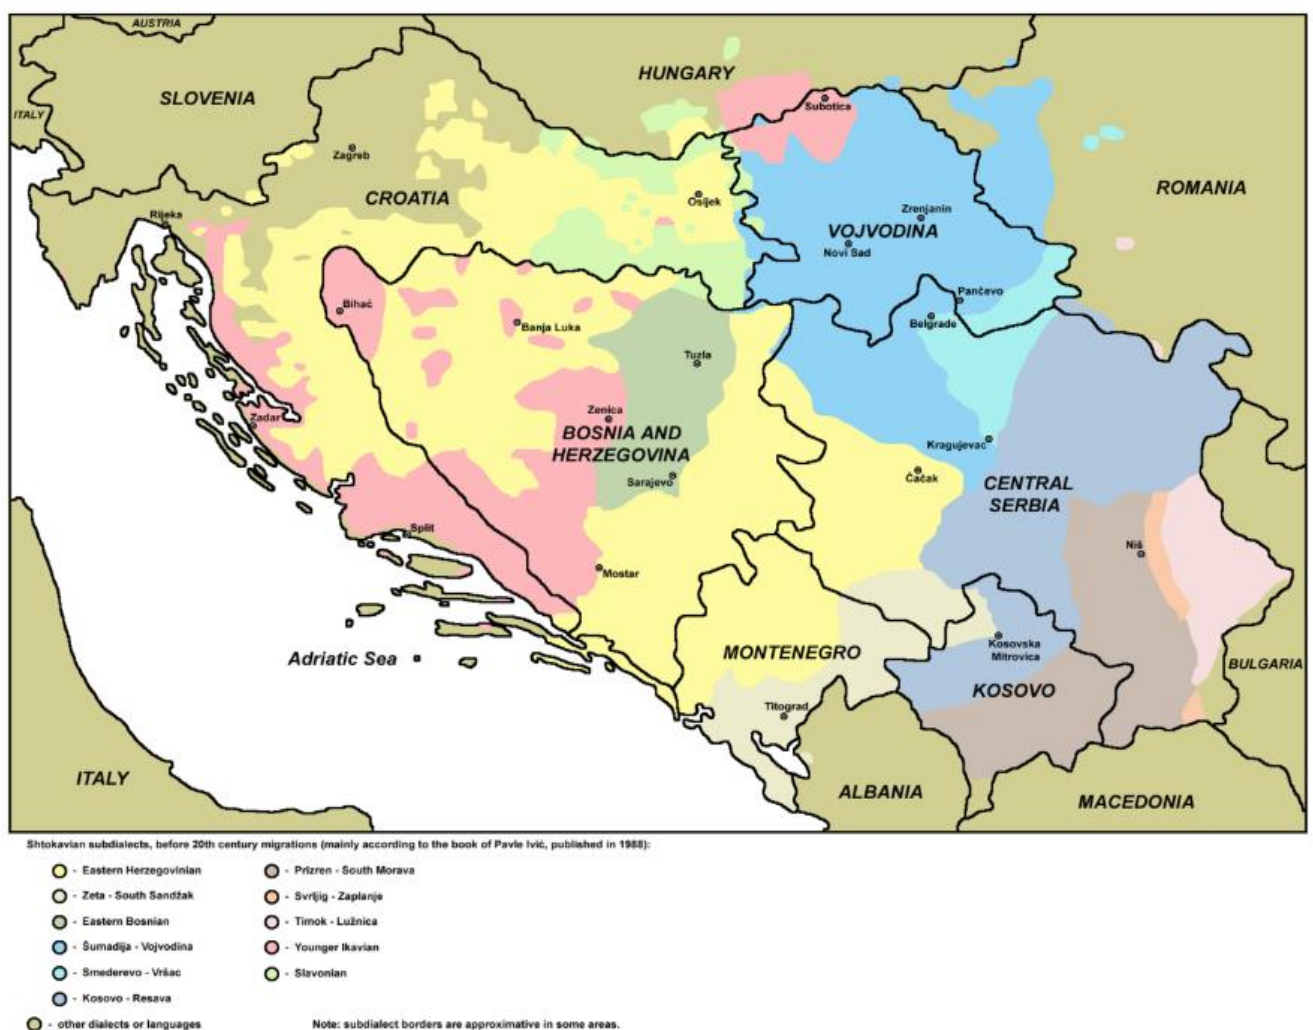 AUSTRIA
HUNGARY
SLOVENIA
ITALY
Subotica
Zagreb
CROATIA
Osijek
ROMANIA
Rijeka
Zrenjanin
VOJVODINA
Novi Sad
Bihać
Pančevo
Banja Luka
Belgrade
Tuzla
Zenica
Zadar
BOSNIA AND
HERZEGOVINA
Kragujevac
Sarajevo
Čačak
CENTRAL
SERBIA
Split
Niš
Mostar
Adriatic Sea
MONTENEGRO
Kosovska
Mitrovica
BULGARIA
KOSOVO
Titograd
ITALY
ALBANIA
MACEDONIA
Shtokavian subdialects, before 20th century migrations (mainly according to the book of Pavle Ivić, published in 1988):
- Eastern Herzegovinian
- Zeta - South Sandžak
- Eastern Bosnian
- Šumadija - Vojvodina
- Smederevo - Vršac
- Kosovo - Resava
- Prizren - South Morava
- Svrljig - Zaplanje
- Timok - Lužnica
- Younger Ikavian
- Slavonian
- other dialects or languages
Note: subdialect borders are approximative in some areas.